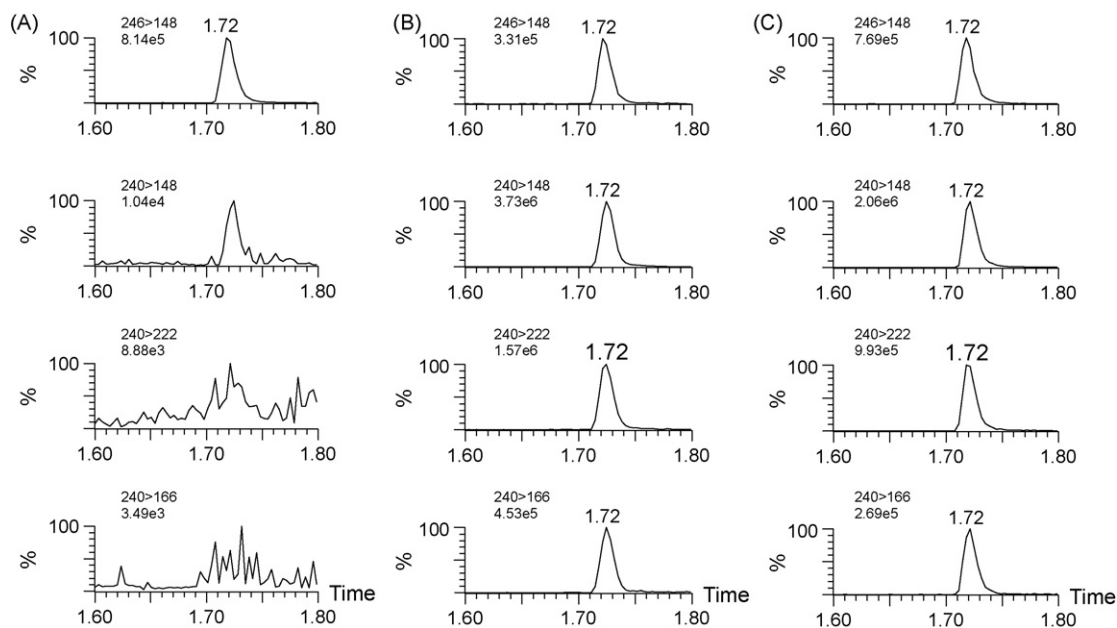 (A)
246>148
8.14e5
1.72
100
%
1.60 1.70 1.80
240>148
1.04e4
100
%
1.60 1.70 1.80
240>222
8.88e3
100
%
1.60 1.70 1.80
240>166
3.49e3
100
%
Time
1.60 1.70 1.80
(B)
246>148
3.31e5
1.72
100
%
1.60 1.70 1.80
240>148
3.73e6
1.72
100
%
1.60 1.70 1.80
240>222
1.57e6
1.72
100
%
1.60 1.70 1.80
240>166
4.53e5
1.72
100
%
Time
1.60 1.70 1.80
(C)
246>148
7.69e5
1.72
100
%
1.60 1.70 1.80
240>148
2.06e6
1.72
100
%
1.60 1.70 1.80
240>222
9.93e5
1.72
100
%
1.60 1.70 1.80
240>166
2.69e5
1.72
100
%
Time
1.60 1.70 1.80